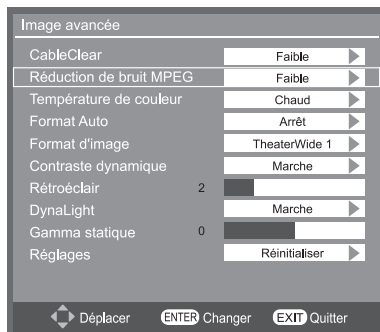 Image avancée
CableClear Faible
Réduction de bruit MPEG Faible
Température de couleur Chaud
Format Auto Arrêt
Format d'image TheaterWide 1
Contraste dynamique Marche
Rétroéclair 2
DynaLight Marche
Gamma statique 0
Réglages Réinitialiser
Déplacer ENTER Changer EXIT Quitter